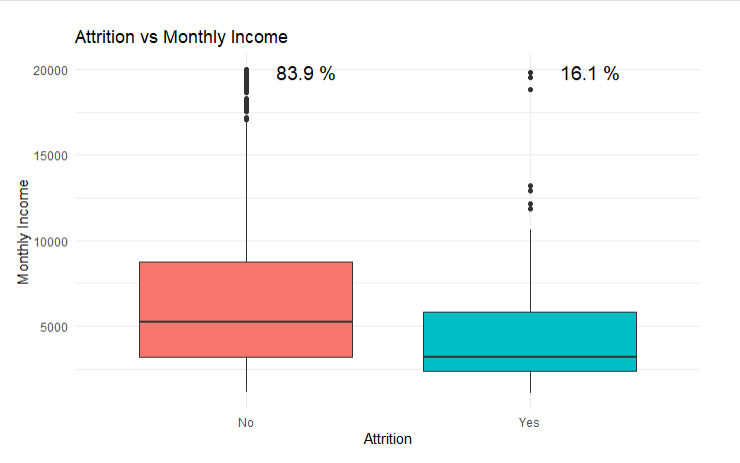 Attrition vs Monthly Income
83.9 %
16.1 %
20000
15000
10000
5000
Monthly Income
No
Yes
Attrition